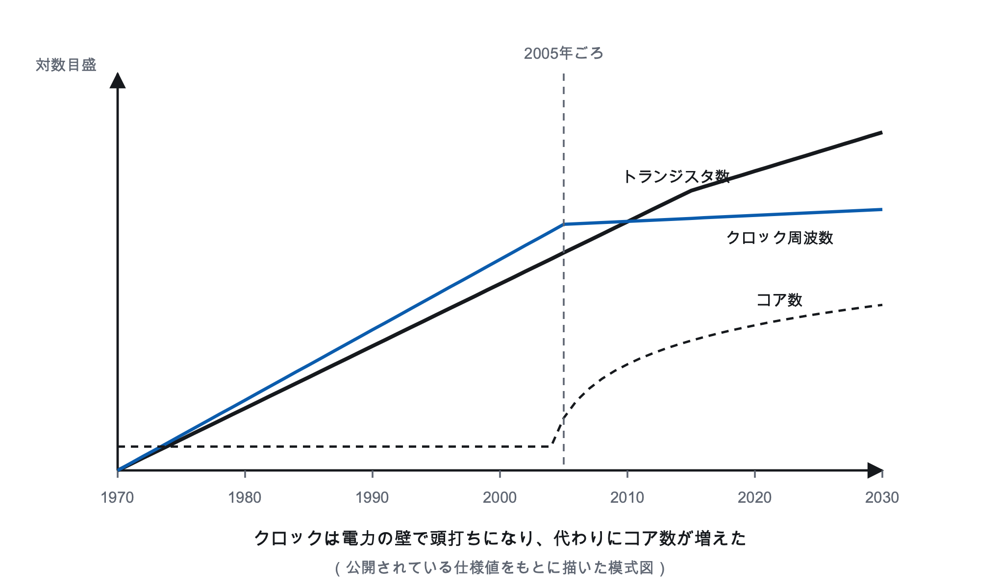 2005年ごろ
対数目盛
トランジスタ数
クロック周波数
コア数
1970 1980 1990 2000 2010 2020 2030
クロックは電力の壁で頭打ちになり、代わりにコア数が増えた
（公開されている仕様値をもとに描いた模式図）